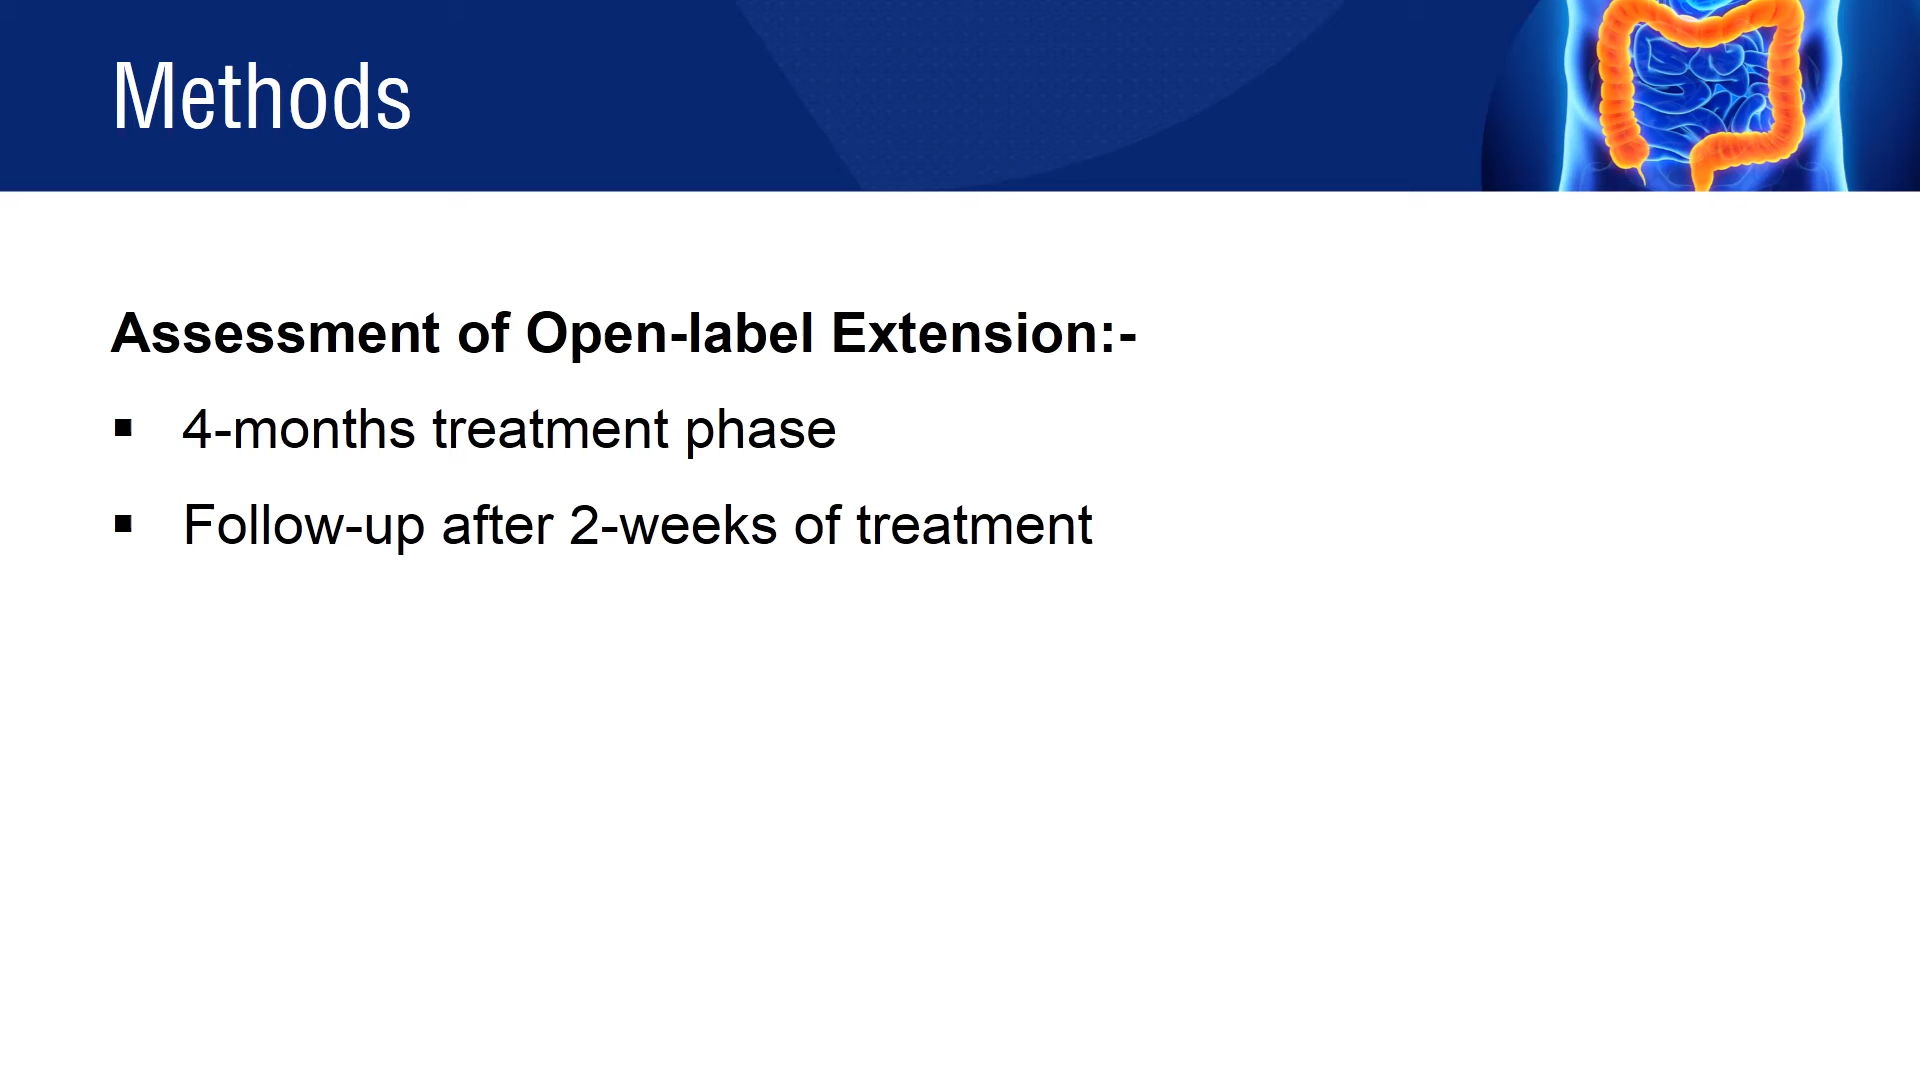 Methods
Assessment of Open-label Extension:-
▪ 4-months treatment phase
▪ Follow-up after 2-weeks of treatment